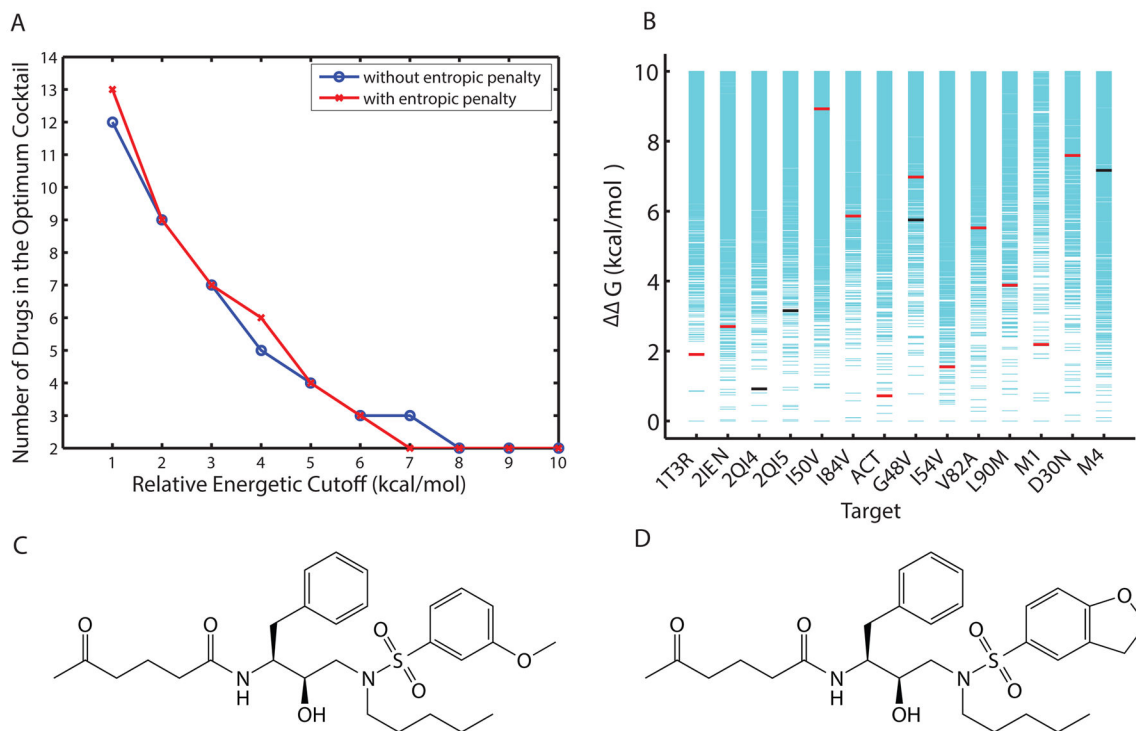 A
Number of Drugs in the Optimum Cocktail
14
13
12
11
10
9
8
7
6
5
4
3
2
without entropic penalty
with entropic penalty
1 2 3 4 5 6 7 8 9 10
Relative Energetic Cutoff (kcal/mol)
B
ΔΔ G (kcal/mol)
10
8
6
4
2
0
1T3R 2IEN 2QI4 2QI5 I50V I84V ACT G48V I54V V82A L90M M1 D30N M4
Target
C
O O N H OH N S O O O
D
O O N H OH N S O O O